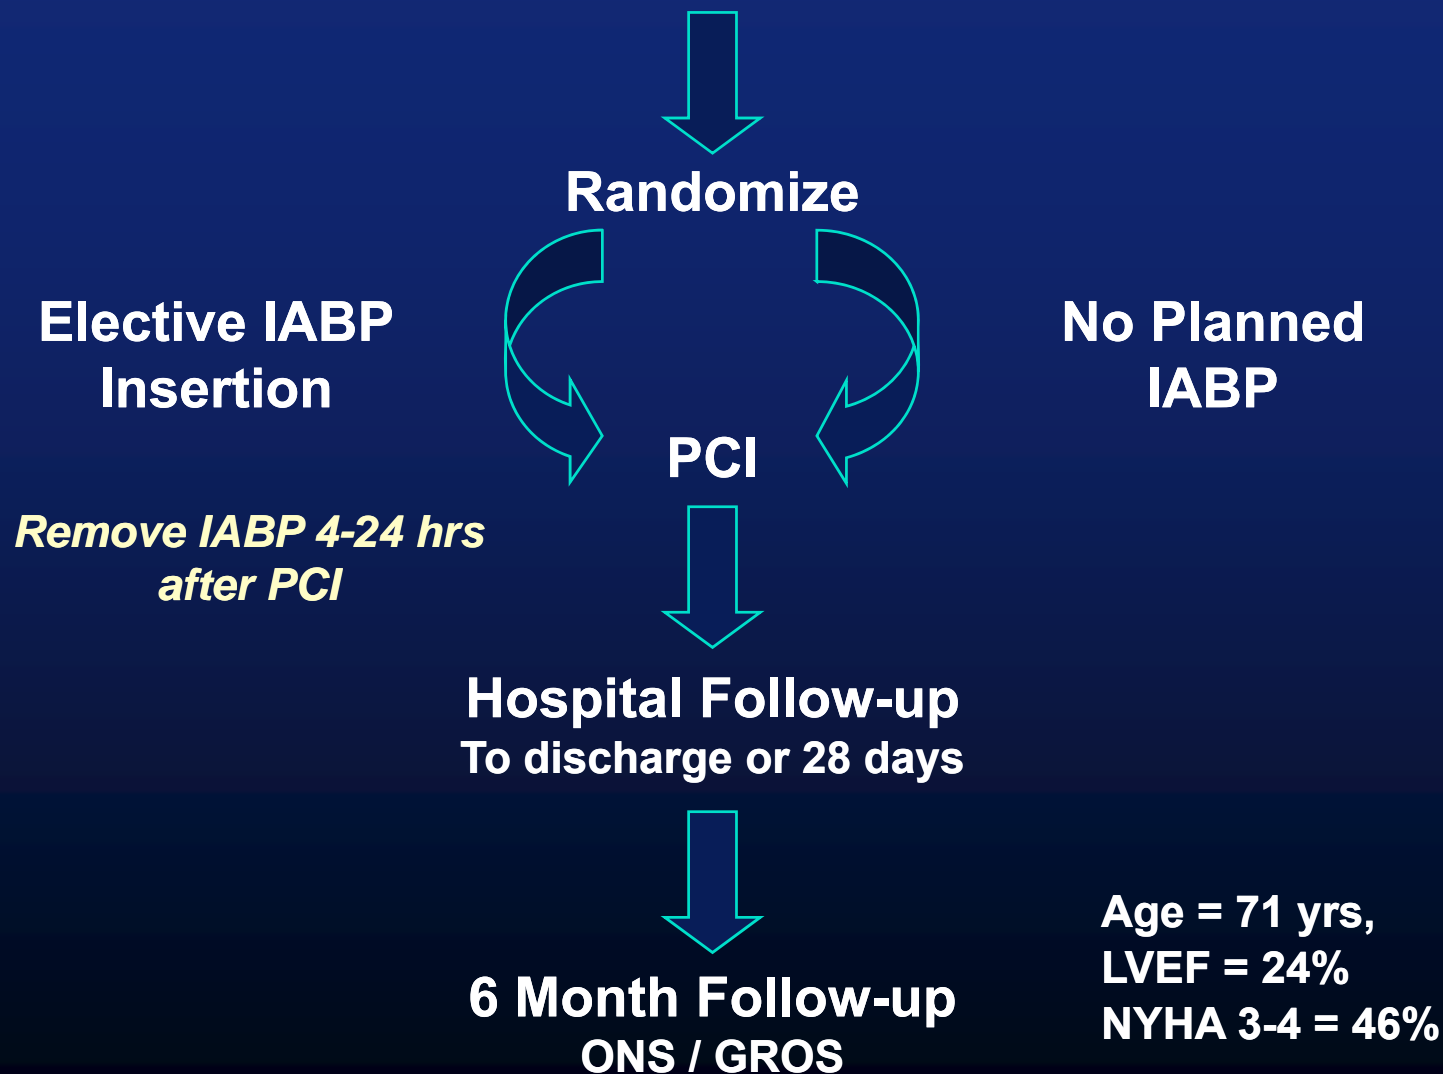 Randomize
Elective IABP
Insertion
No Planned
IABP
PCI
Remove IABP 4-24 hrs
after PCI
Hospital Follow-up
To discharge or 28 days
6 Month Follow-up
ONS / GROS
Age = 71 yrs,
LVEF = 24%
NYHA 3-4 = 46%